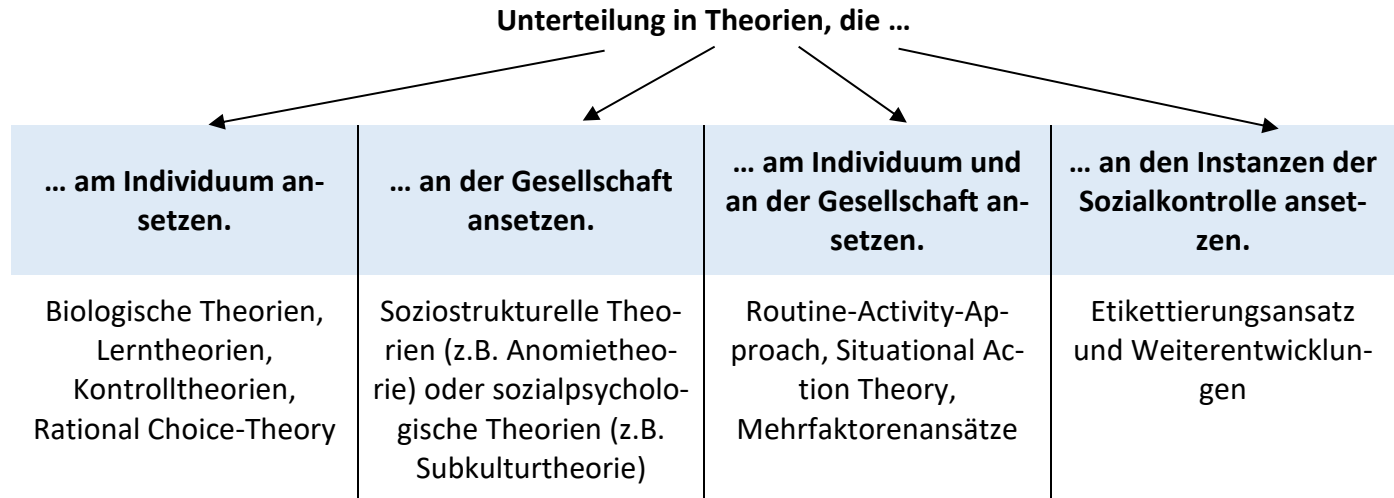 Unterteilung in Theorien, die …
… am Individuum an-
setzen.
… an der Gesellschaft
ansetzen.
… am Individuum und
an der Gesellschaft an-
setzen.
… an den Instanzen der
Sozialkontrolle anset-
zen.
Biologische Theorien,
Lerntheorien,
Kontrolltheorien,
Rational Choice-Theory
Soziostrukturelle Theo-
rien (z.B. Anomietheo-
rie) oder sozialpsycholo-
gische Theorien (z.B.
Subkulturtheorie)
Routine-Activity-Ap-
proach, Situational Ac-
tion Theory,
Mehrfaktorenansätze
Etikettierungsansatz
und Weiterentwicklun-
gen